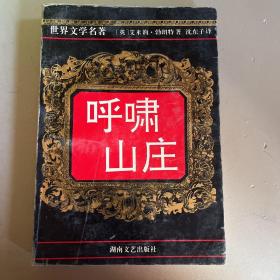 世界文学名著
[英]艾米莉·勃朗特著 沈东子译
呼啸
山庄
湖南文艺出版社